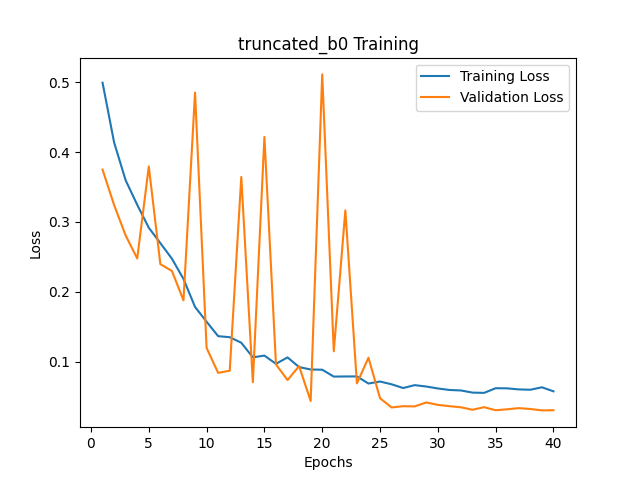 truncated_b0 Training
Training Loss
Validation Loss
Loss
0.5
0.4
0.3
0.2
0.1
0 5 10 15 20 25 30 35 40
Epochs